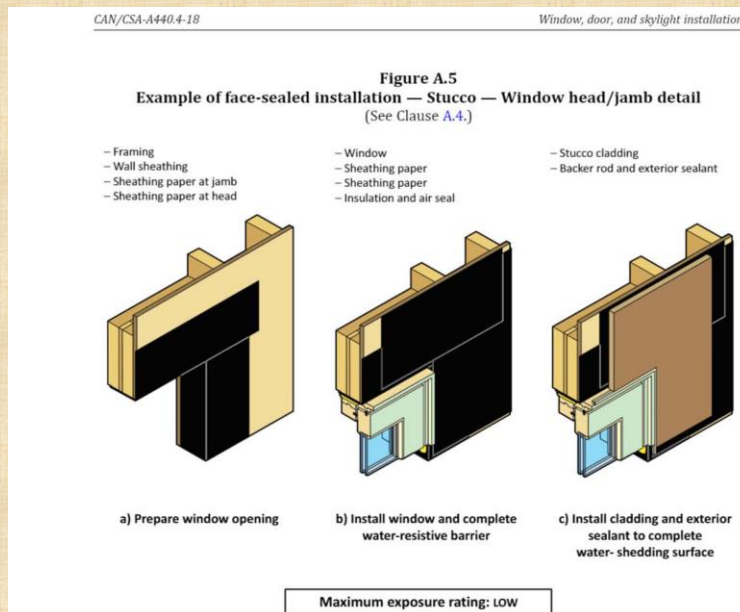 CAN/CSA-A440.4-18
Window, door, and skylight installation
Figure A.5
Example of face-sealed installation — Stucco — Window head/jamb detail
(See Clause A.4.)
– Framing
– Wall sheathing
– Sheathing paper at jamb
– Sheathing paper at head
– Window
– Sheathing paper
– Sheathing paper
– Insulation and air seal
– Stucco cladding
– Backer rod and exterior sealant
a) Prepare window opening
b) Install window and complete
water-resistive barrier
c) Install cladding and exterior
sealant to complete
water- shedding surface
Maximum exposure rating: LOW